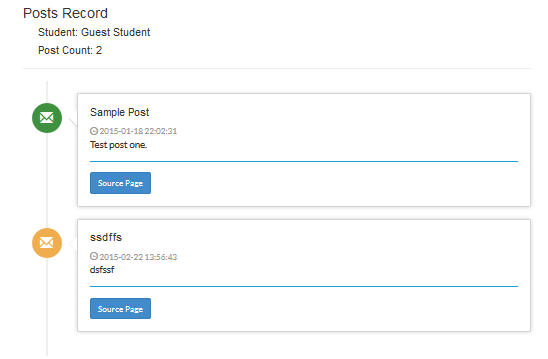 Posts Record
Student: Guest Student
Post Count: 2
Sample Post
2015-01-18 22:02:31
Test post one.
Source Page
ssdffs
2015-02-22 13:56:43
dsfssf
Source Page